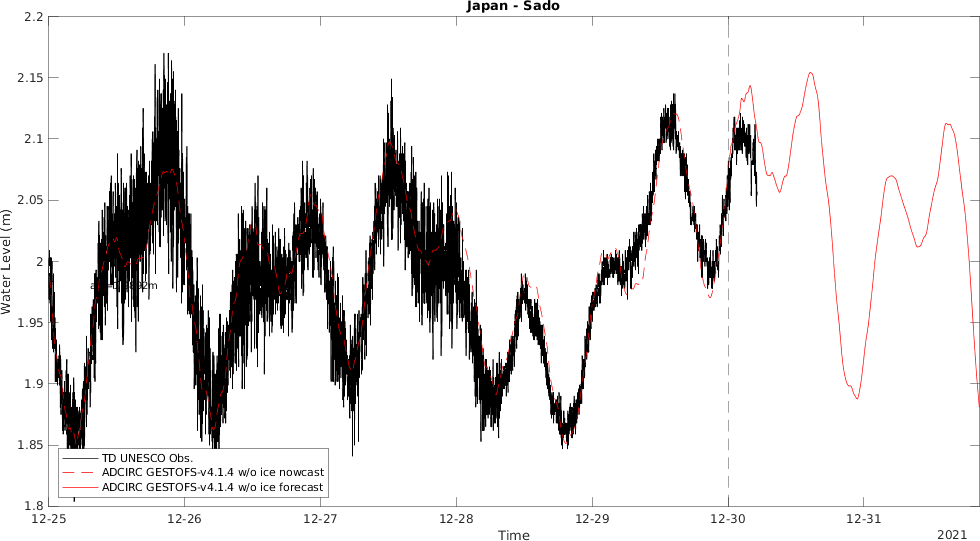 Japan - Sado
2.2
2.15
2.1
2.05
2
1.95
1.9
1.85
1.8
Water Level (m)
TD UNESCO Obs.
ADCIRC GESTOFS-v4.1.4 w/o ice nowcast
ADCIRC GESTOFS-v4.1.4 w/o ice forecast
12-25
12-26
12-27
12-28
12-29
12-30
12-31
Time
2021